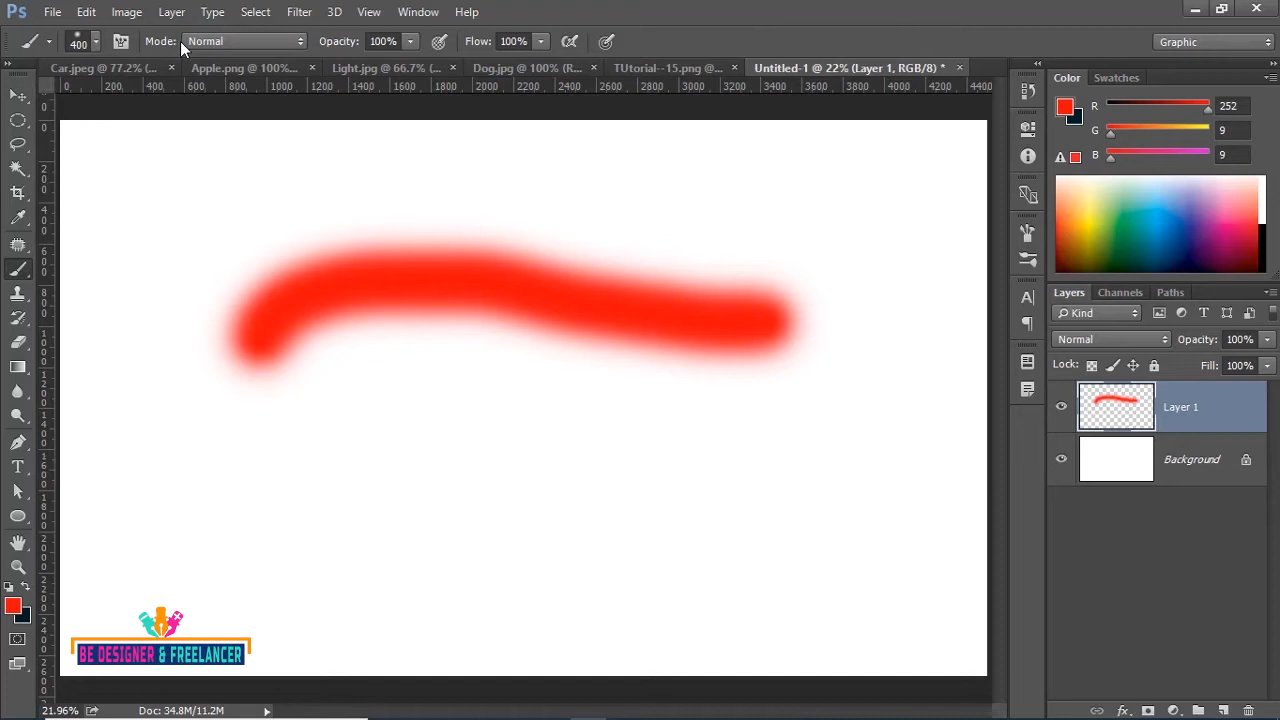 Ps File Edit Image Layer Type Select Filter 3D View Window Help
400 Mode: Normal Opacity: 100% Flow: 100% Graphic
Car.jpeg @ 77.2% (... × Apple.png @ 100%... × Light.jpg @ 66.7% (... × Dog.jpg @ 100% (R... × TUtorial--15.png @... × Untitled-1 @ 22% (Layer 1, RGB/8) * ×
0 200 400 600 800 1000 1200 1400 1600 1800 2000 2200 2400 2600 2800 3000 3200 3400 3600 3800 4000 4200 4400
Color Swatches
R 252
G 9
B 9
Layers Channels Paths
Kind
Normal Opacity: 100%
Lock: Fill: 100%
Layer 1
Background
BE DESIGNER & FREELANCER
21.96% Doc: 34.8M/11.2M